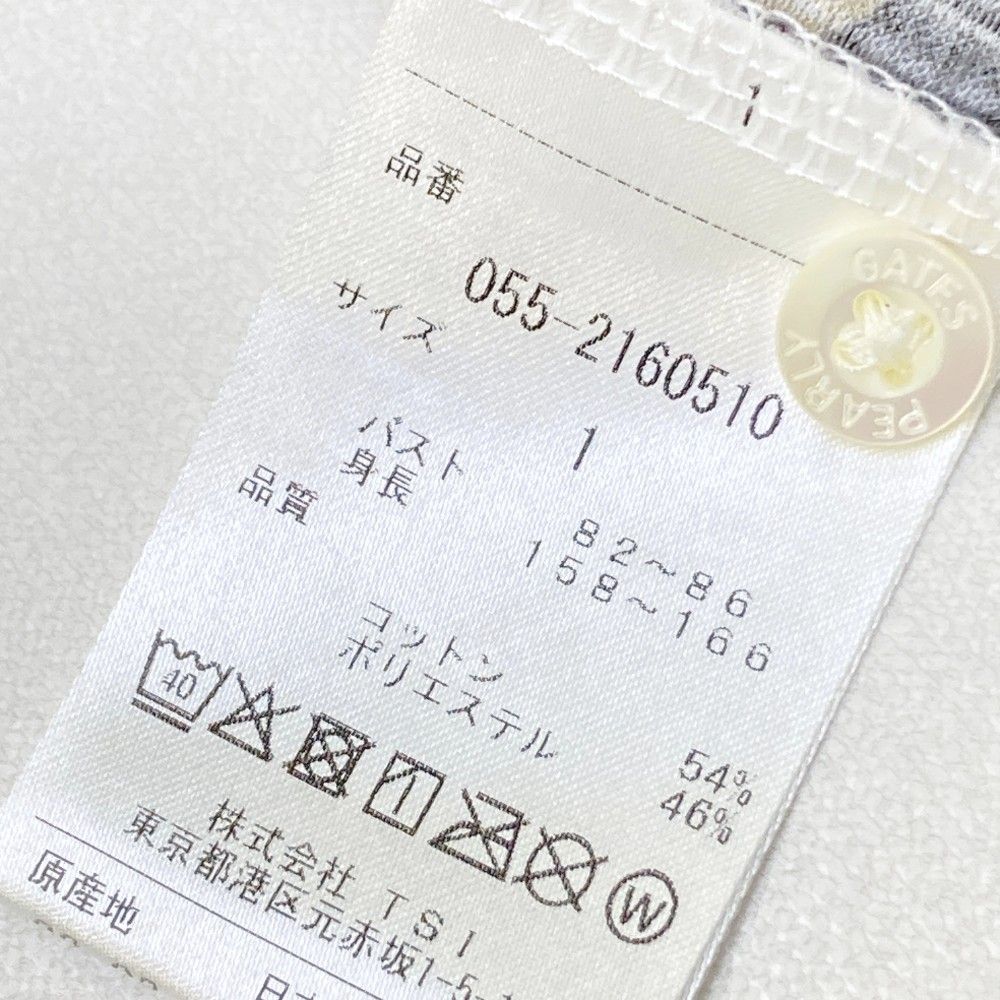 1
品番
055-2160510
サイズ
1
バスト 82~86
身長 158~166
品質
コットン 54%
ポリエステル 46%
40
W
株式会社 TSI
東京都港区元赤坂1-5-
原産地
PEARLY GATES